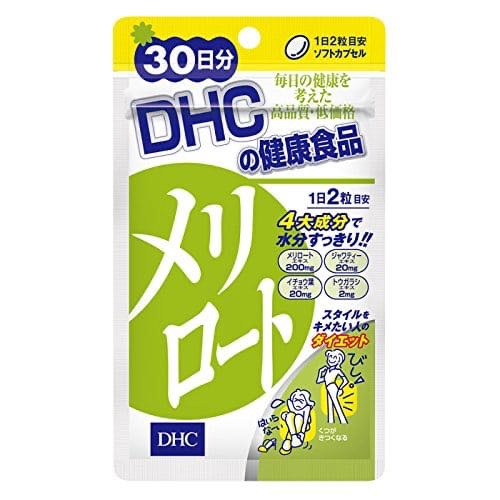 30日分
1日2粒目安
ソフトカプセル
毎日の健康を
考えた
高品質・低価格
DHC
の健康食品
1日2粒目安
4大成分で
水分すっきり!!
メリロート
エキス
200mg
ジャワティー
エキス
20mg
イチョウ葉
エキス
20mg
トウガラシ
エキス
2mg
メリロート
スタイルを
キメたい人の
ダイエット
びしっ
はいらな〜い
くつが
きつくなる
DHC